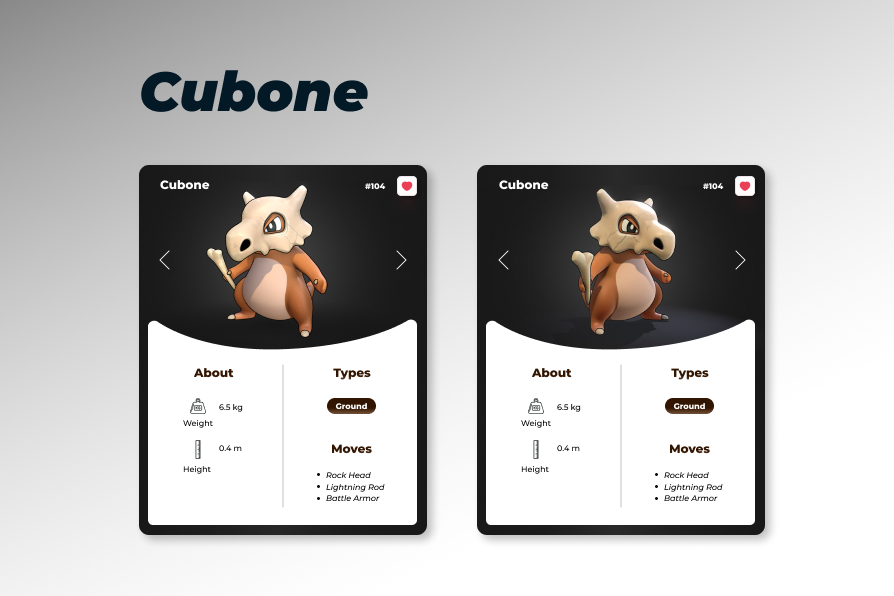 Cubone
Cubone
#104
About
Types
6.5 kg
Ground
Weight
0.4 m
Moves
Height
Rock Head
Lightning Rod
Battle Armor
Cubone
#104
About
Types
6.5 kg
Ground
Weight
0.4 m
Moves
Height
Rock Head
Lightning Rod
Battle Armor